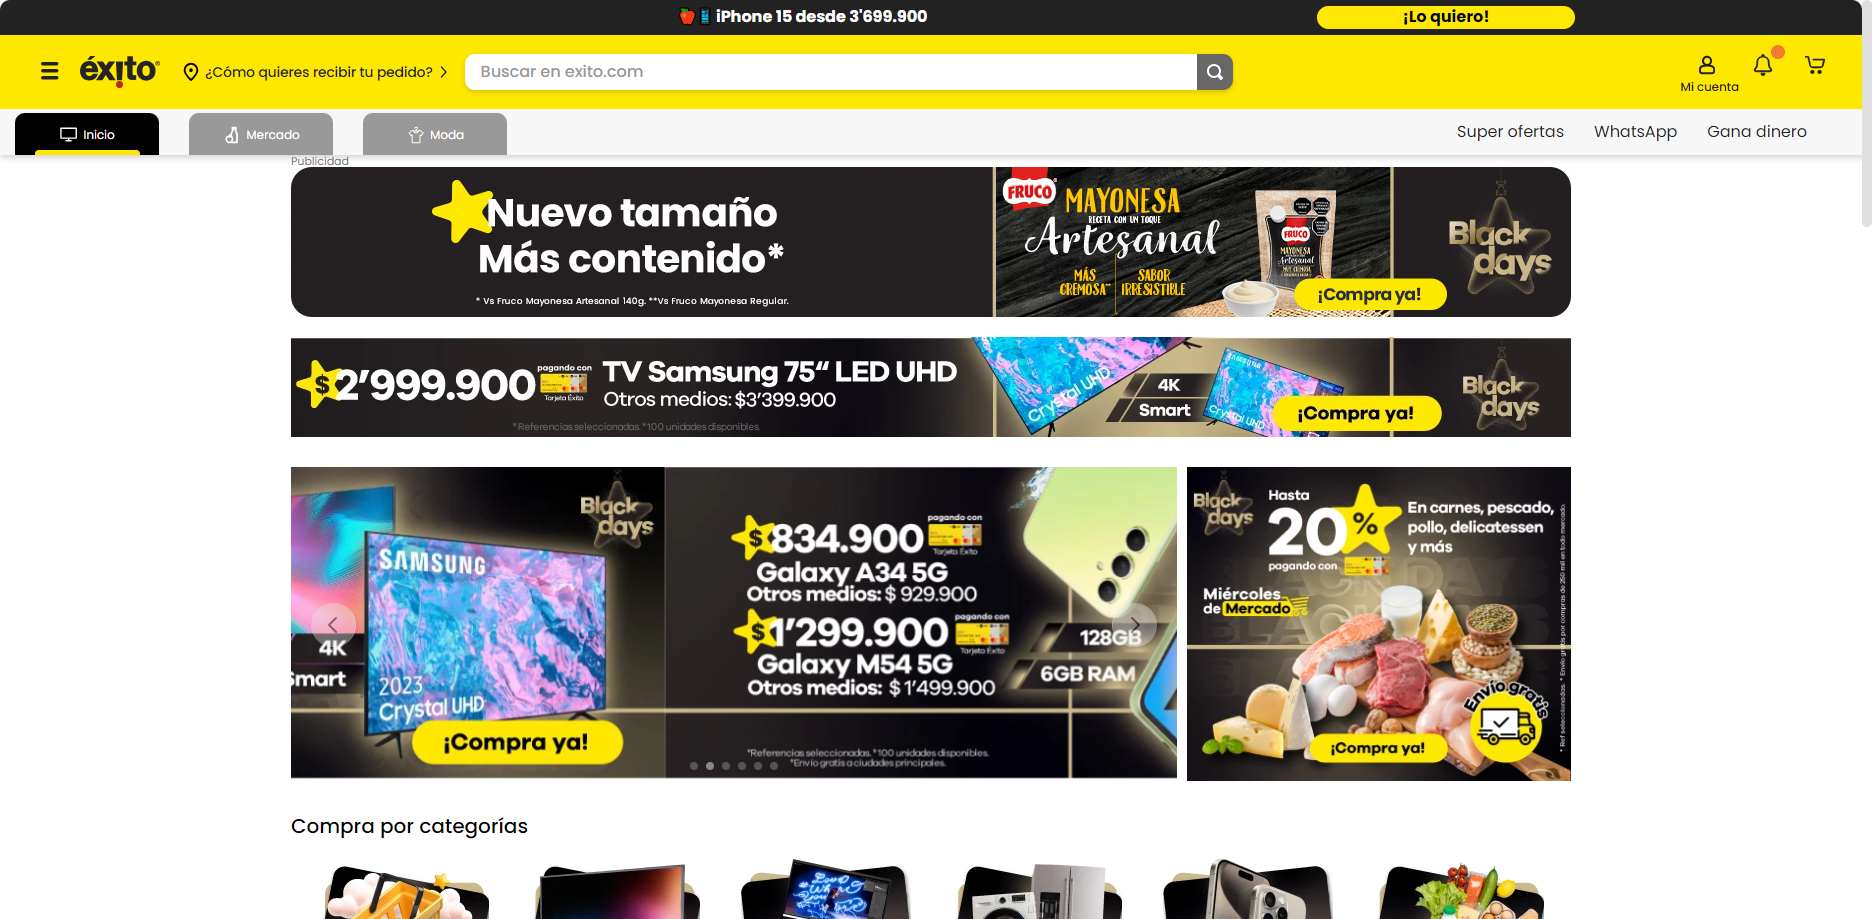 iPhone 15 desde 3'699.900
¡Lo quiero!
éxito
¿Cómo quieres recibir tu pedido?
Buscar en exito.com
Mi cuenta
Inicio
Mercado
Moda
Super ofertas
WhatsApp
Gana dinero
Publicidad
Nuevo tamaño
Más contenido*
* Vs Fruco Mayonesa Artesanal 140g. **Vs Fruco Mayonesa Regular.
FRUCO
MAYONESA
RECETA CON UN TOQUE
Artesanal
MÁS
CREMOSA**
SABOR
IRRESISTIBLE
FRUCO
MAYONESA
Artesanal
¡Compra ya!
Black
days
$2'999.900
pagando con
Tarjeta Éxito
TV Samsung 75“ LED UHD
Otros medios: $3'399.900
*Referencias seleccionadas. *100 unidades disponibles.
Crystal UHD
4K
Smart
SAMSUNG
Crystal UHD
¡Compra ya!
Black
days
Black
days
SAMSUNG
4K
Smart
2023
Crystal UHD
¡Compra ya!
$834.900
pagando con
Tarjeta Éxito
Galaxy A34 5G
Otros medios: $ 929.900
$1'299.900
pagando con
Tarjeta Éxito
Galaxy M54 5G
Otros medios: $ 1'499.900
128GB
6GB RAM
*Referencias seleccionadas. *100 unidades disponibles.
*Envío gratis a ciudades principales.
Black
days
Hasta
20%
pagando con
En carnes, pescado,
pollo, delicatessen
y más
Miércoles
de Mercado
Envío gratis
¡Compra ya!
Compra por categorías